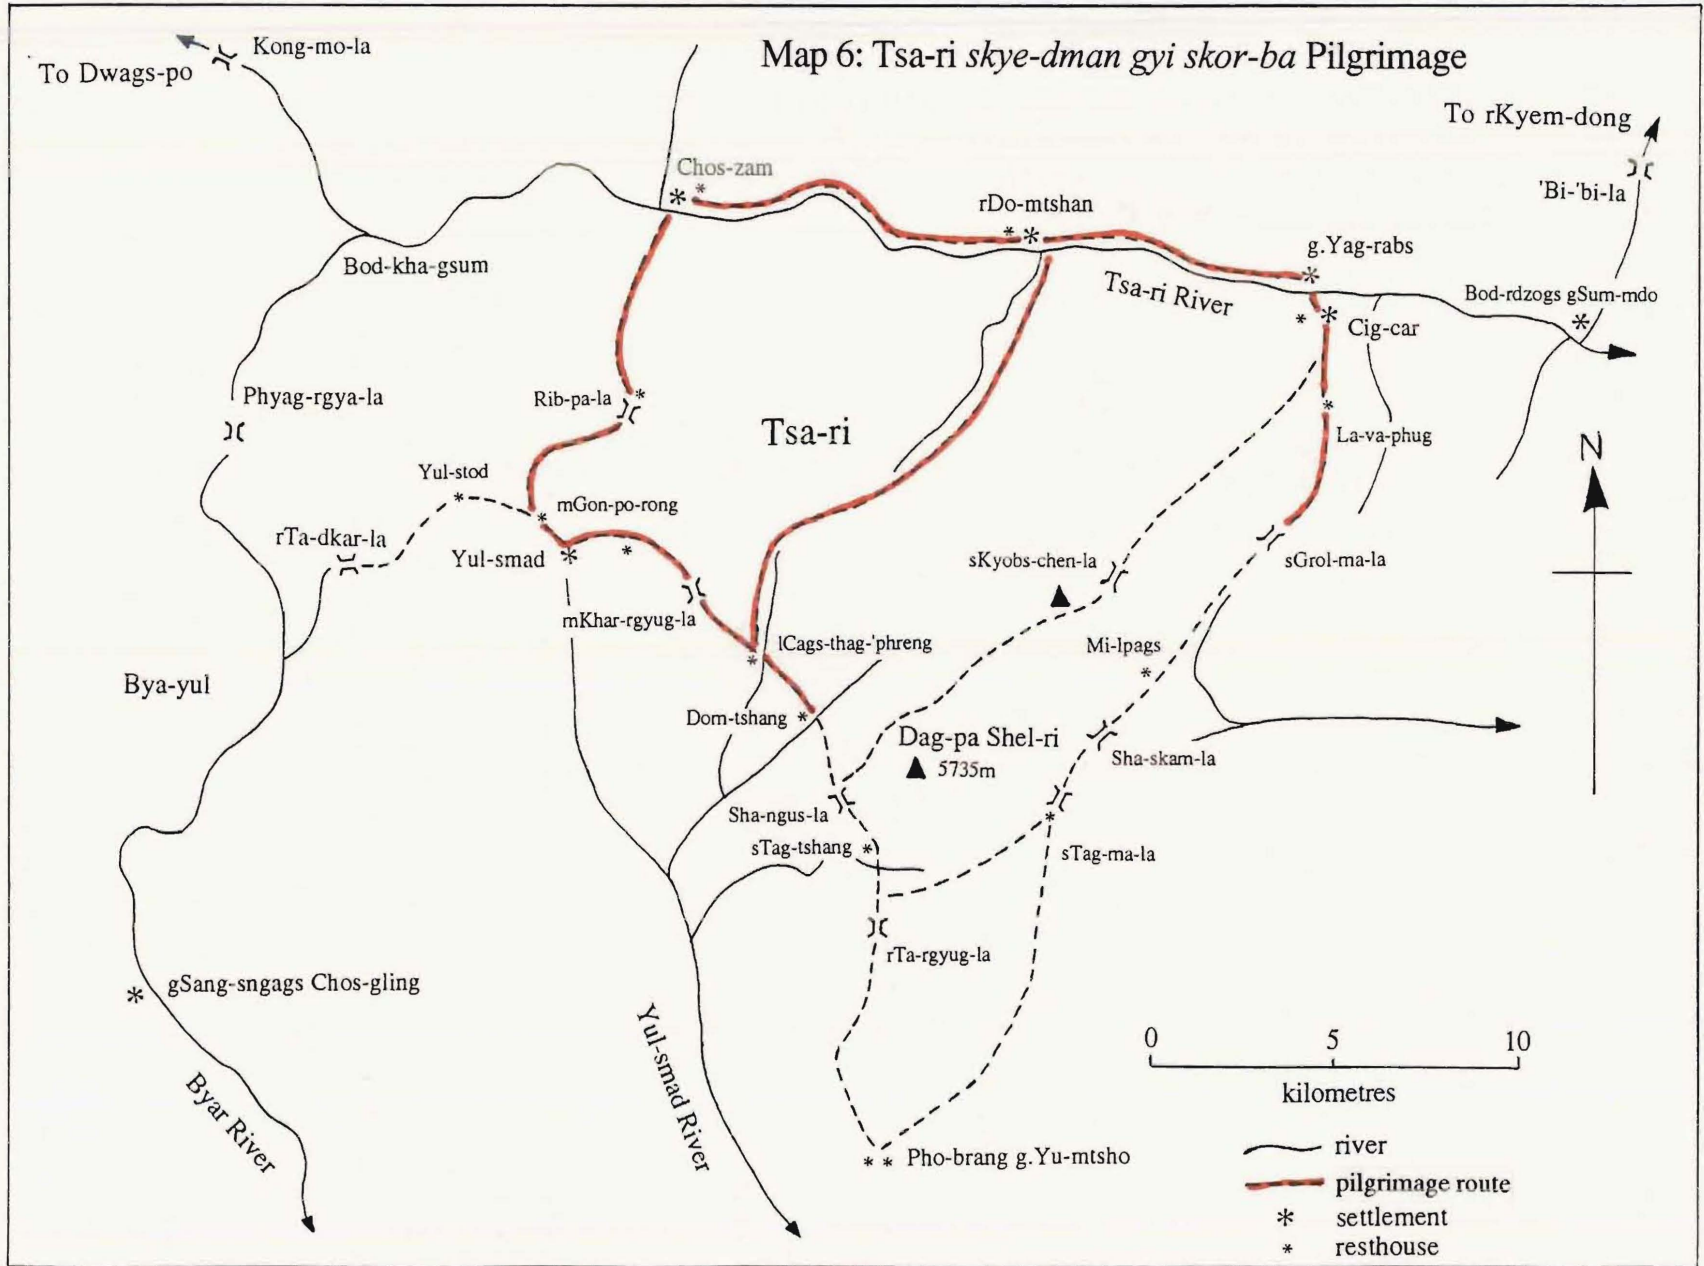 Map 6: Tsa-ri skye-dman gyi skor-ba Pilgrimage
Kong-mo-la
To Dwags-po
To rKyem-dong
'Bi-'bi-la
Chos-zam
rDo-mtshan
g.Yag-rabs
Bod-kha-gsum
Tsa-ri River
Bod-rdzogs gSum-mdo
Cig-car
Phyag-rgya-la
Rib-pa-la
Tsa-ri
La-va-phug
N
Yul-stod
mGon-po-rong
rTa-dkar-la
Yul-smad
sKyobs-chen-la
sGrol-ma-la
mKhar-rgyug-la
lCags-thag-'phreng
Mi-lpags
Bya-yul
Dom-tshang
Dag-pa Shel-ri
5735m
Sha-skam-la
Sha-ngus-la
sTag-tshang
sTag-ma-la
rTa-rgyug-la
gSang-sngags Chos-gling
Yul-smad River
Byar River
Pho-brang g.Yu-mtsho
0 5 10
kilometres
river
pilgrimage route
settlement
resthouse